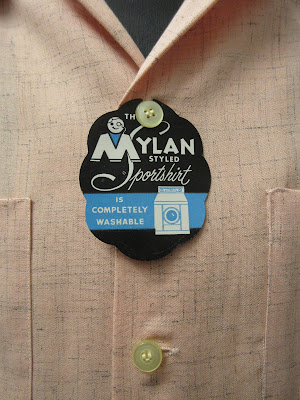 THE
MYLAN
STYLED
Sportshirt
IS
COMPLETELY
WASHABLE